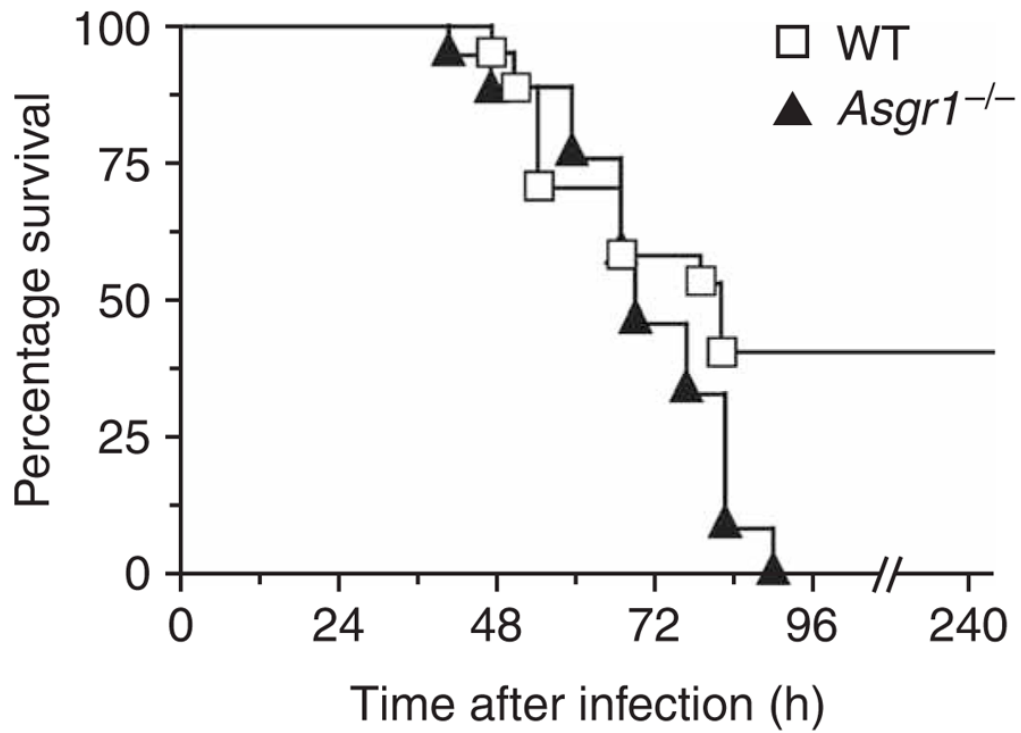 100
75
50
25
0
Percentage survival
WT
Asgr1−/−
0 24 48 72 96 240
Time after infection (h)